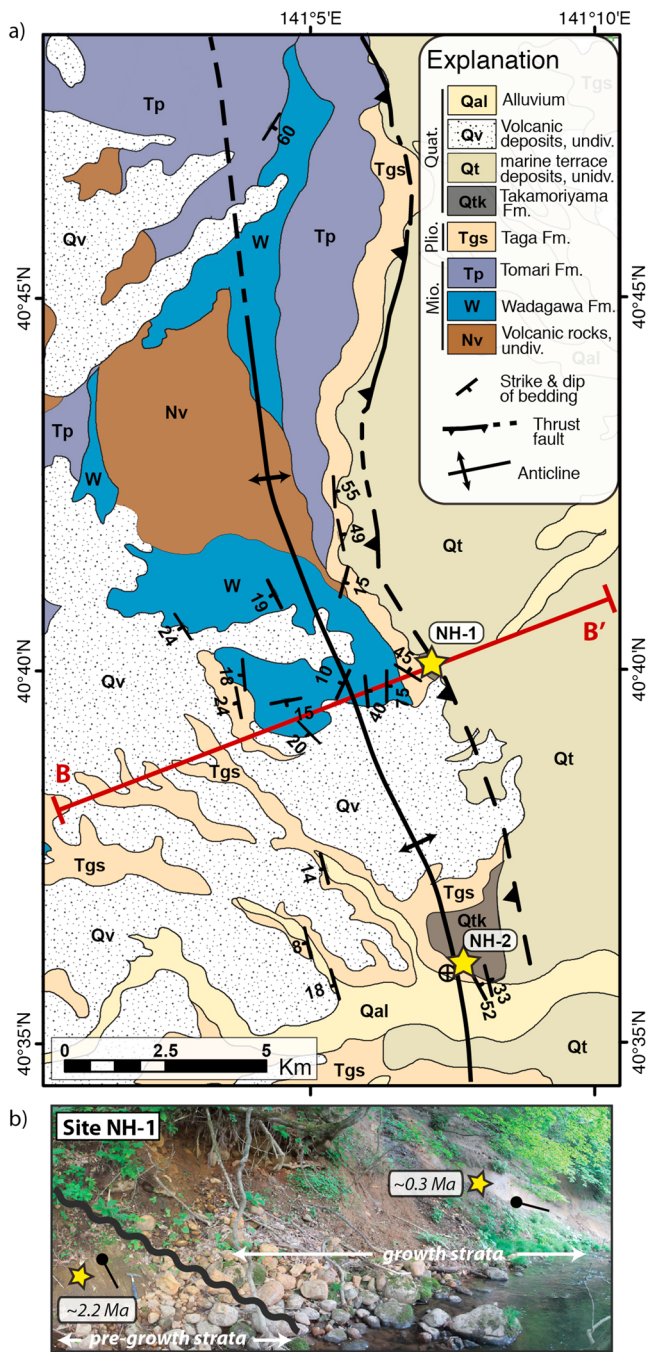 a)
141°5'E
141°10'E
Explanation
Quat.
Qal
Alluvium
Qv
Volcanic
deposits, undiv.
Qt
marine terrace
deposits, unidv.
Qtk
Takamoriyama
Fm.
Plio.
Tgs
Taga Fm.
Mio.
Tp
Tomari Fm.
W
Wadagawa Fm.
Nv
Volcanic rocks,
undiv.
Strike & dip
of bedding
Thrust
fault
Anticline
Tgs
Qal
Tp
60
Tgs
Qv
W
Tp
40°45'N
40°45'N
Nv
Tp
W
55
49
Qt
15
W
19
24
NH-1
B'
45
40°40'N
40°40'N
Qv
18
10
24
15
40
75
20
B
Tgs
Qt
Qv
14
Tgs
Tgs
Qtk
Qv
NH-2
8
18
33
52
Qal
40°35'N
40°35'N
0
2.5
5
Km
Qt
Tgs
b)
Site NH-1
~0.3 Ma
growth strata
~2.2 Ma
pre-growth strata